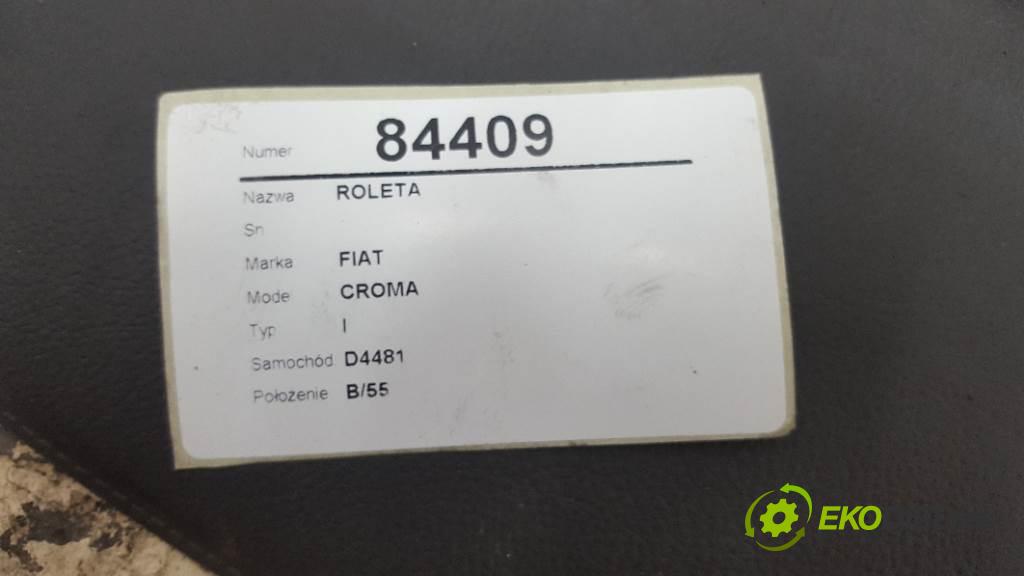 Numer 84409
Nazwa ROLETA
Sn
Marka FIAT
Mode CROMA
Typ I
Samochód D4481
Położenie B/55
EKO